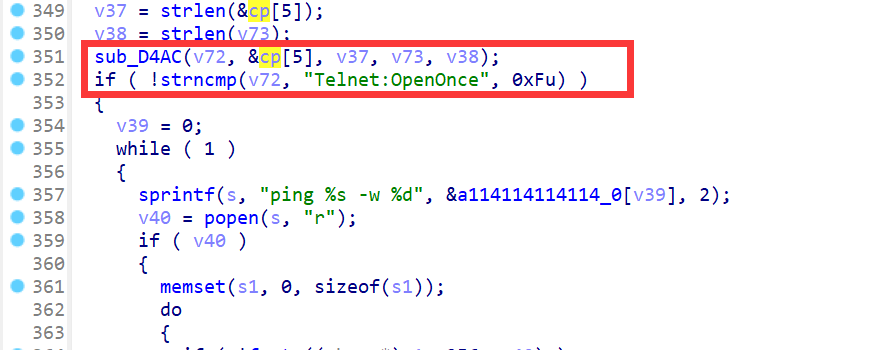 349 v37 = strlen(&cp[5]);
350 v38 = strlen(v73);
351 sub_D4AC(v72, &cp[5], v37, v73, v38);
352 if ( !strncmp(v72, "Telnet:OpenOnce", 0xFu) )
353 {
354 v39 = 0;
355 while ( 1 )
356 {
357 sprintf(s, "ping %s -w %d", &a114114114114_0[v39], 2);
358 v40 = popen(s, "r");
359 if ( v40 )
360 {
361 memset(s1, 0, sizeof(s1));
362 do
363 {